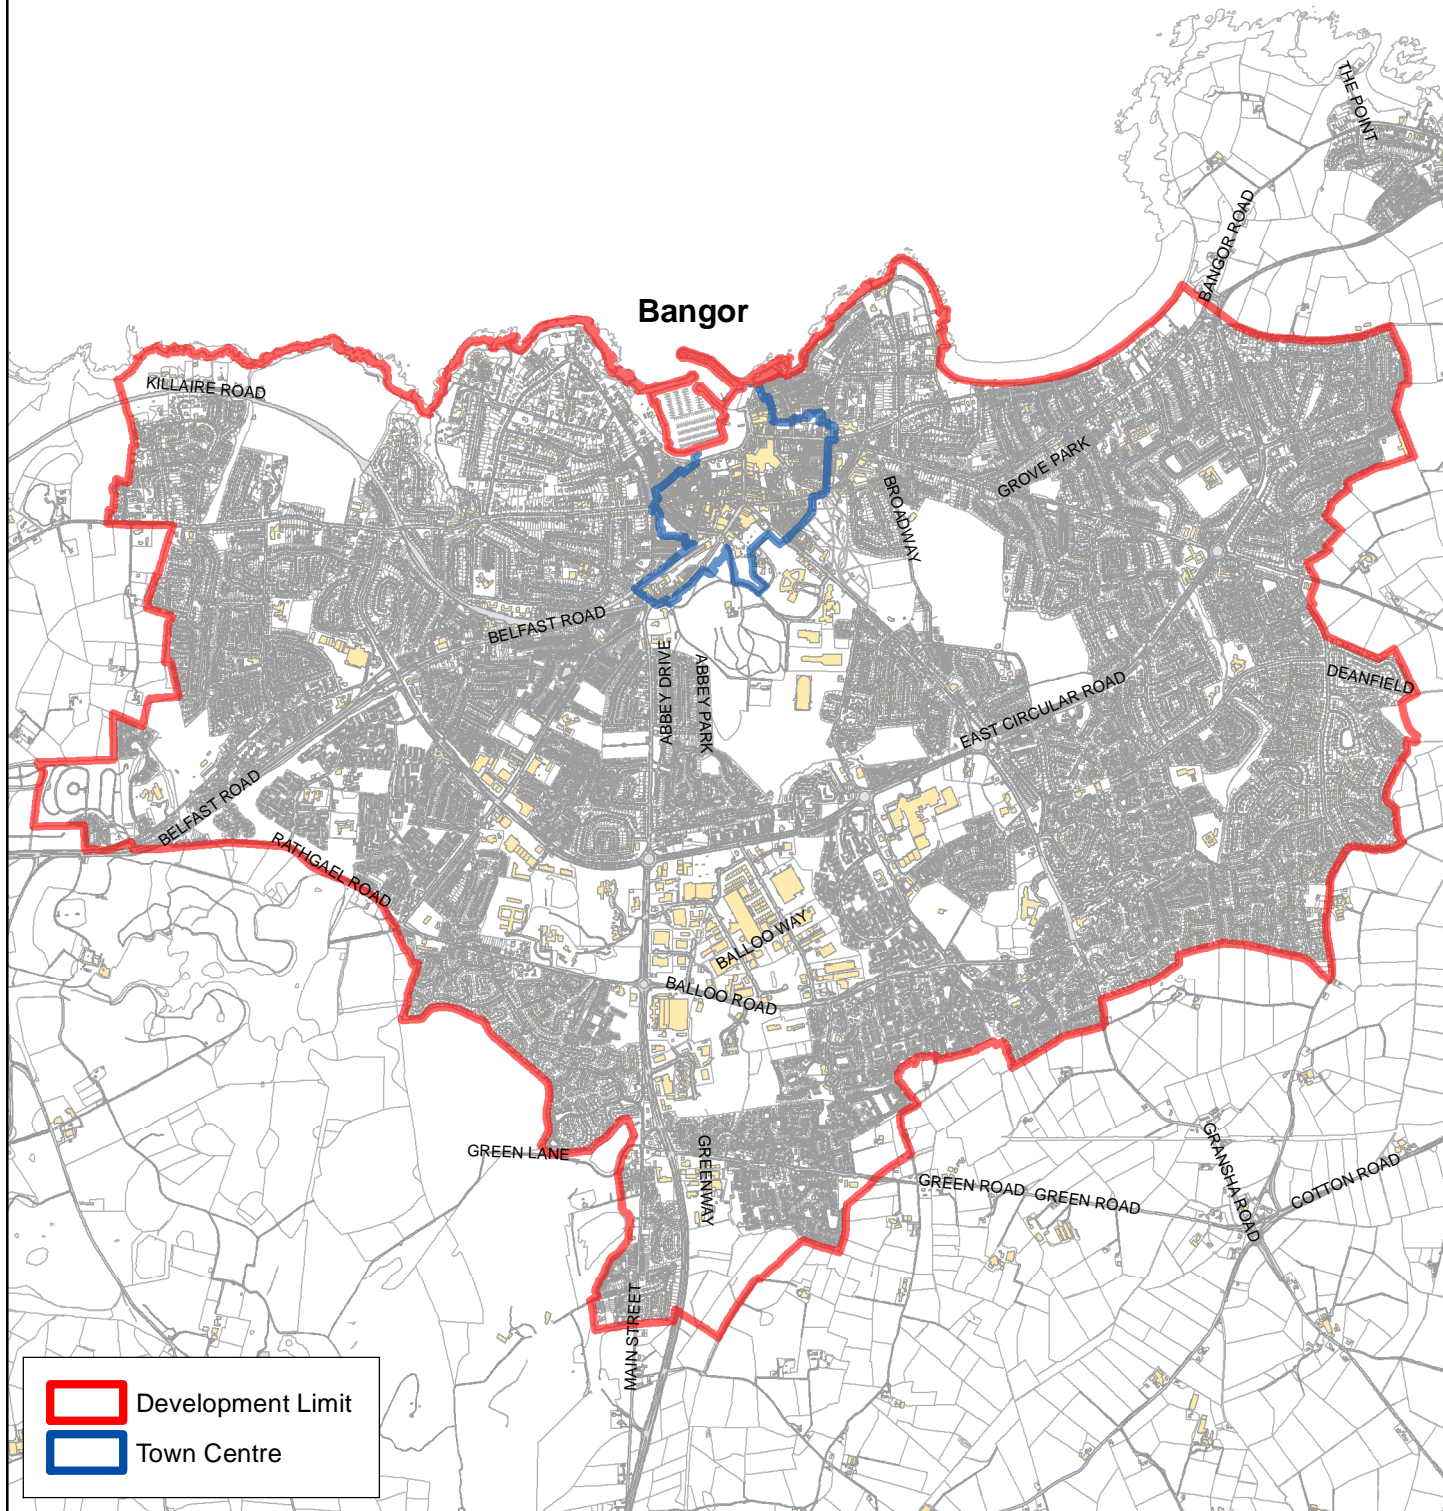 THE POINT
BANGOR ROAD
Bangor
KILLAIRE ROAD
GROVE PARK
BROADWAY
BELFAST ROAD
ABBEY DRIVE
ABBEY PARK
DEANFIELD
EAST CIRCULAR ROAD
BELFAST ROAD
RATHGAEL ROAD
BALLOO WAY
BALLOO ROAD
GREEN LANE
GREENWAY
GREEN ROAD
GREEN ROAD
GRANSHA ROAD
COTTON ROAD
MAIN STREET
Development Limit
Town Centre